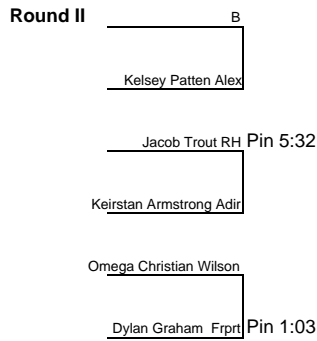 Round II B
Kelsey Patten Alex
Jacob Trout RH Pin 5:32
Keirstan Armstrong Adir
Omega Christian Wilson
Dylan Graham Frprt Pin 1:03